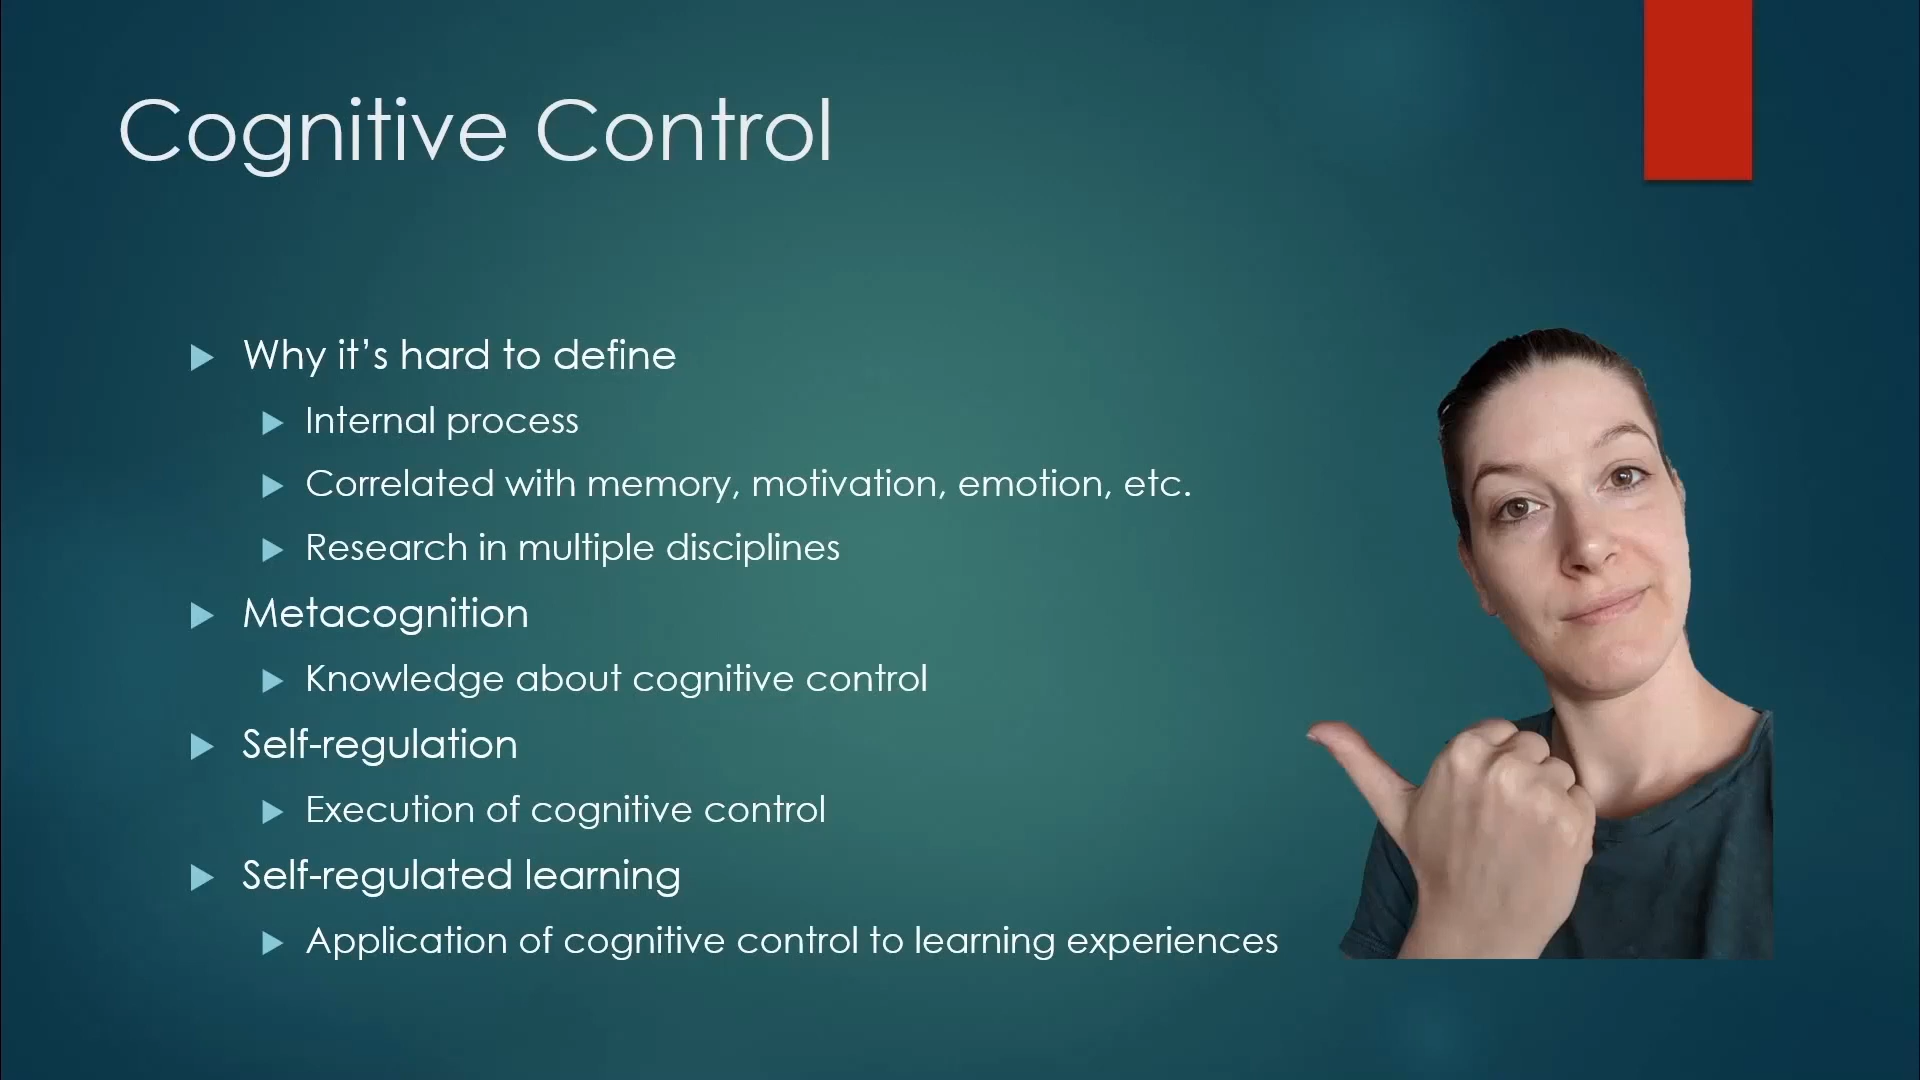 Cognitive Control
Why it’s hard to define
Internal process
Correlated with memory, motivation, emotion, etc.
Research in multiple disciplines
Metacognition
Knowledge about cognitive control
Self-regulation
Execution of cognitive control
Self-regulated learning
Application of cognitive control to learning experiences